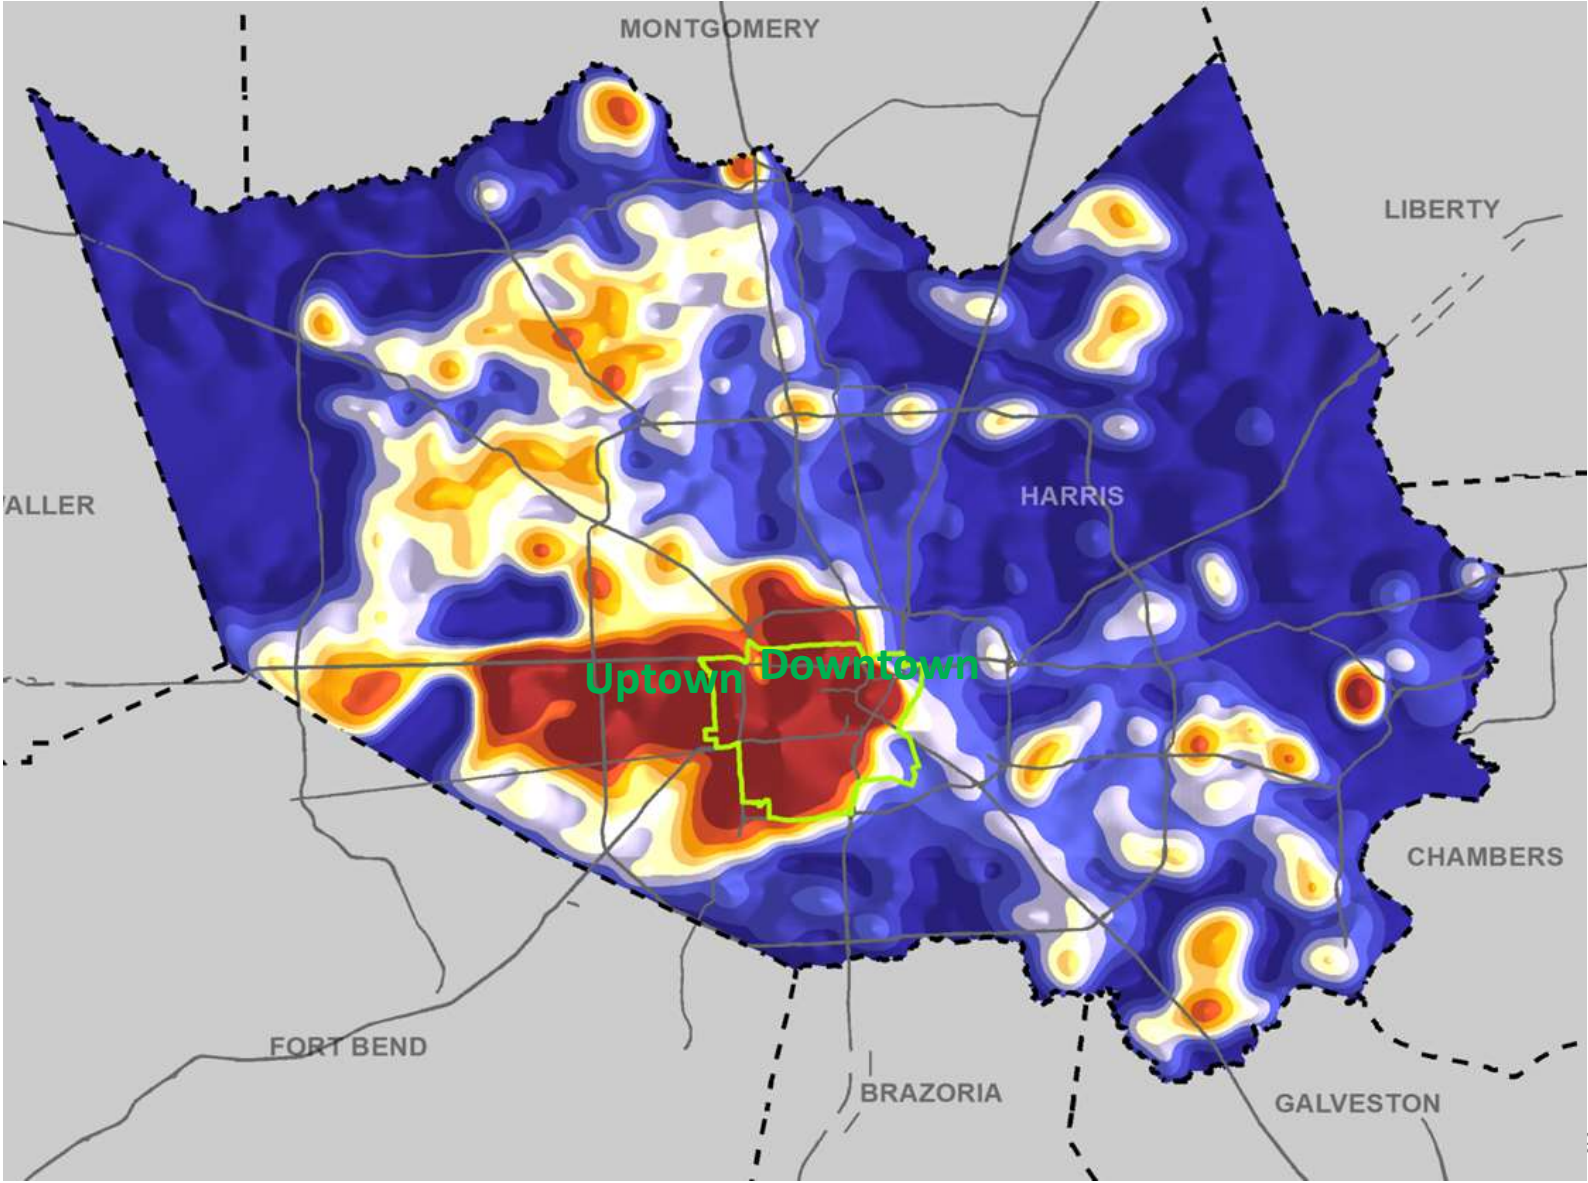 MONTGOMERY
LIBERTY
HARRIS
ALLER
Uptown
Downtown
CHAMBERS
FORT BEND
BRAZORIA
GALVESTON